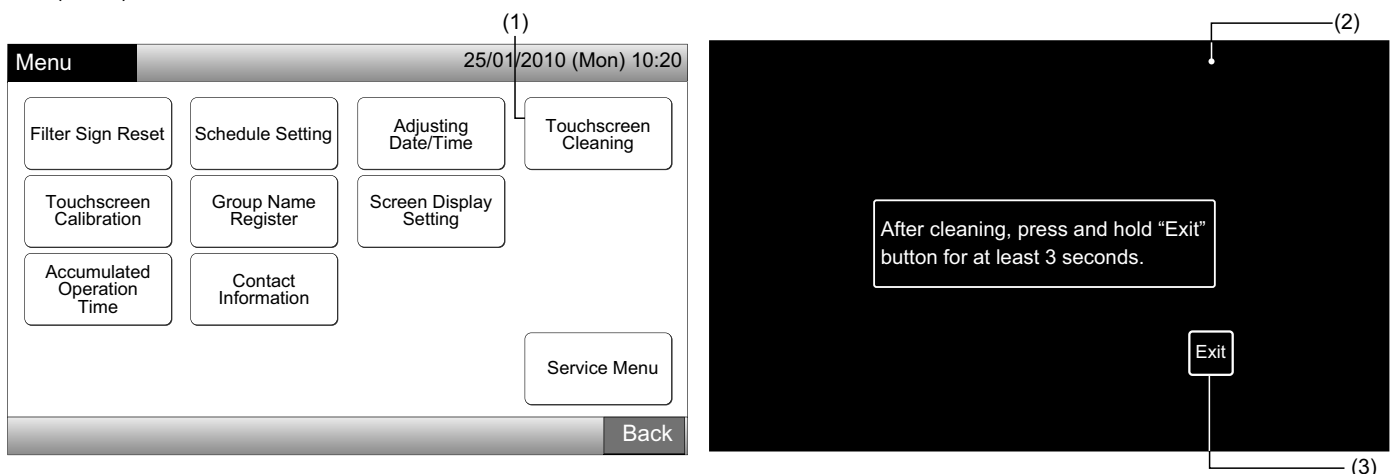 (1)
(2)
Menu
25/01/2010 (Mon) 10:20
Filter Sign Reset
Schedule Setting
Adjusting
Date/Time
Touchscreen
Cleaning
Touchscreen
Calibration
Group Name
Register
Screen Display
Setting
Accumulated
Operation
Time
Contact
Information
Service Menu
Back
After cleaning, press and hold “Exit”
button for at least 3 seconds.
Exit
(3)